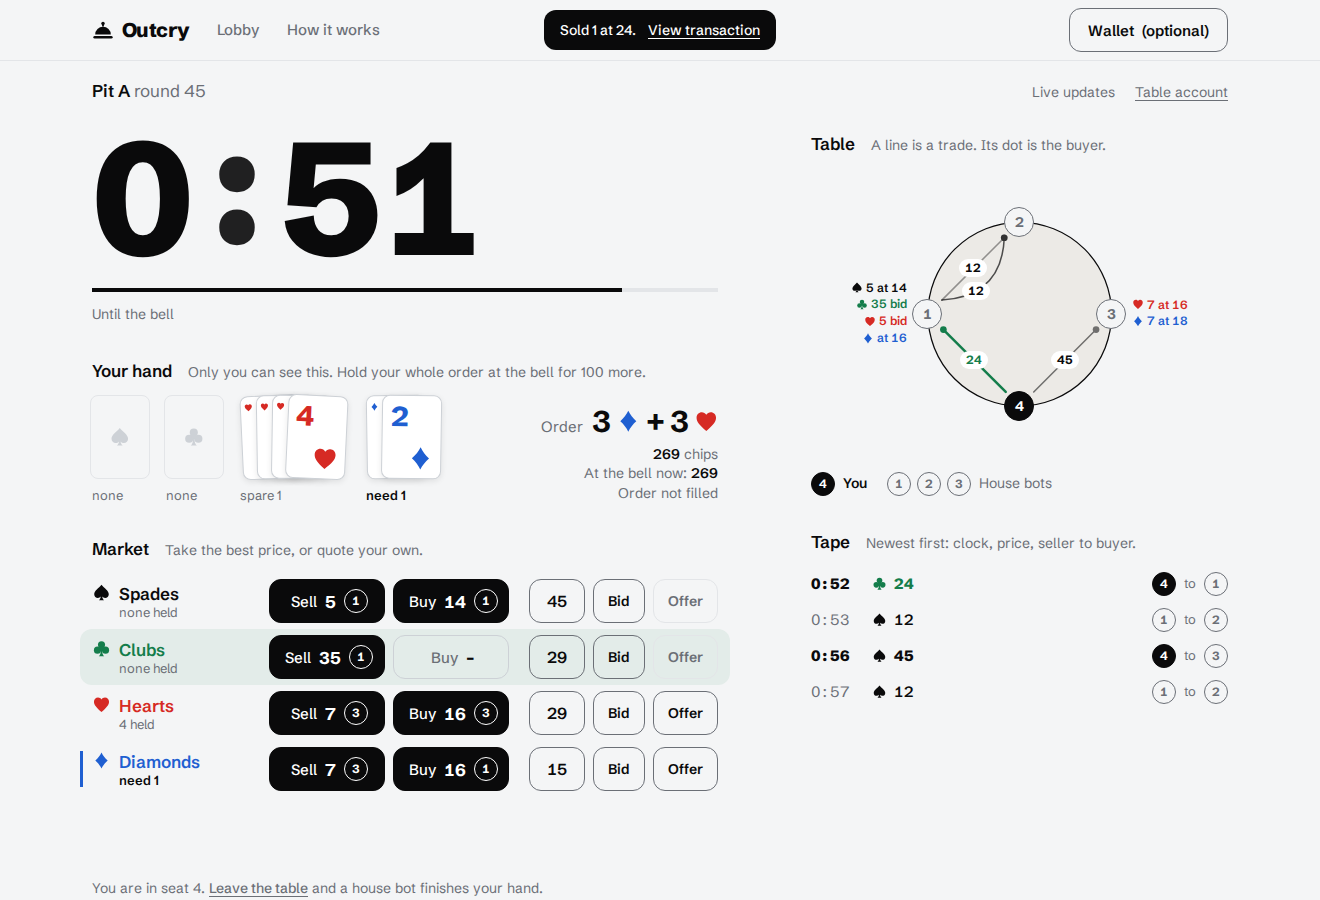 Outcry Lobby How it works Sold 1 at 24. View transaction Wallet (optional)
Pit A round 45 Live updates Table account
0:51
Until the bell
Your hand Only you can see this. Hold your whole order at the bell for 100 more.
4 2
none none spare 1 need 1
Order 3 + 3
269 chips
At the bell now: 269
Order not filled
Market Take the best price, or quote your own.
Spades Sell 5 1 Buy 14 1 45 Bid Offer
none held
Clubs Sell 35 1 Buy – 29 Bid Offer
none held
Hearts Sell 7 3 Buy 16 3 29 Bid Offer
4 held
Diamonds Sell 7 3 Buy 16 1 15 Bid Offer
need 1
You are in seat 4. Leave the table and a house bot finishes your hand.
Table A line is a trade. Its dot is the buyer.
2
12
12
5 at 14
35 bid
5 bid
at 16
1
3
7 at 16
7 at 18
24 45
4
4 You 1 2 3 House bots
Tape Newest first: clock, price, seller to buyer.
0:52 24 4 to 1
0:53 12 1 to 2
0:56 45 4 to 3
0:57 12 1 to 2